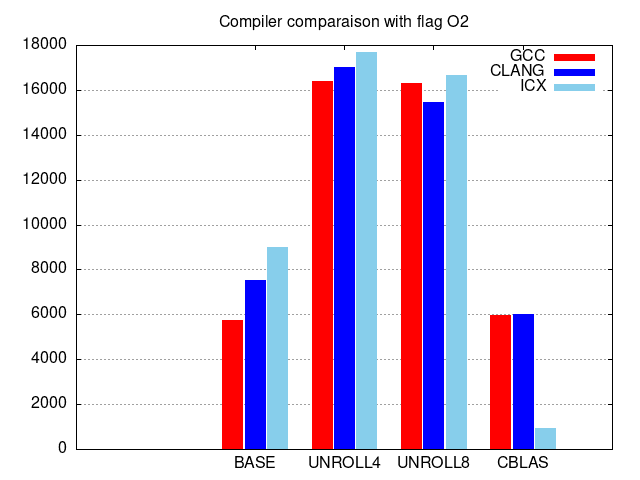 Compiler comparaison with flag O2
18000
16000
14000
12000
10000
8000
6000
4000
2000
0
GCC
CLANG
ICX
BASE UNROLL4 UNROLL8 CBLAS